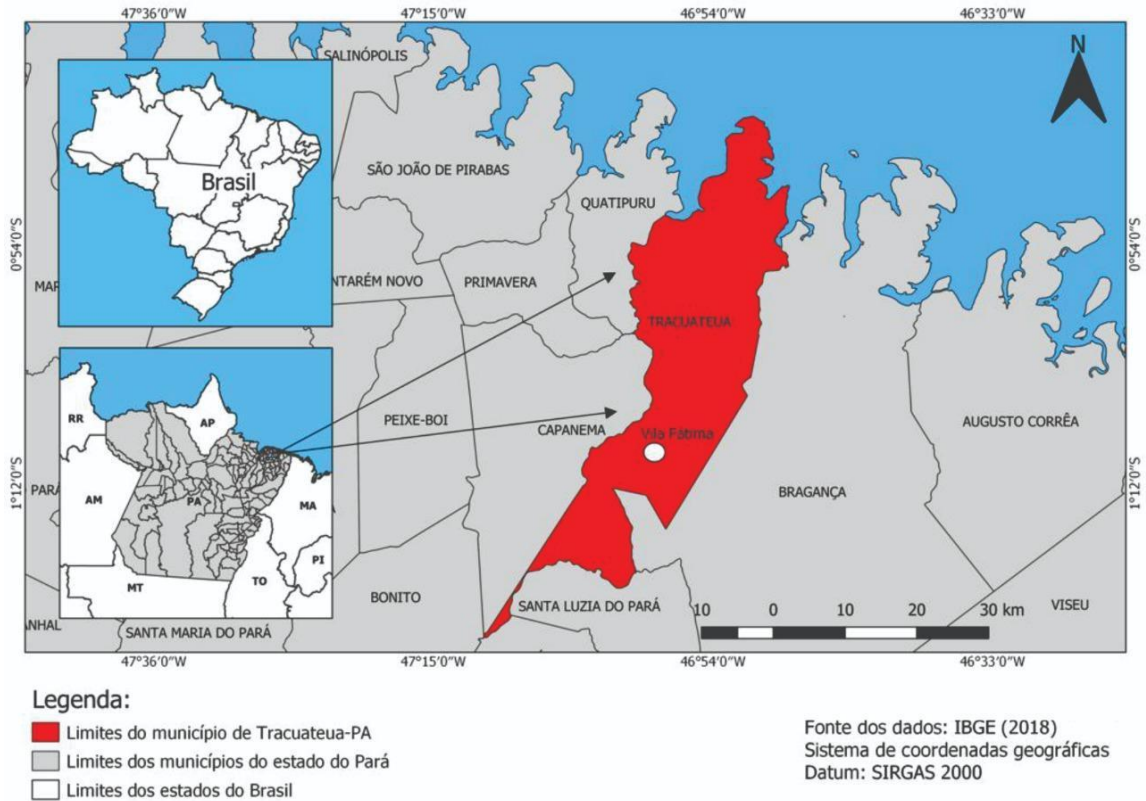 47°36'0"W
47°15'0"W
46°54'0"W
46°33'0"W
N
SALINÓPOLIS
SÃO JOÃO DE PIRABAS
QUATIPURU
Brasil
0°54'0"S
0°54'0"S
MAR
NTARÉM NOVO
PRIMAVERA
TRACUATEUA
RR
AP
PEIXE-BOI
CAPANEMA
Vila Fátima
AUGUSTO CORRÊA
1°12'0"S
1°12'0"S
PARÁ
AM
PA
MA
BRAGANÇA
PI
MT
TO
BONITO
SANTA LUZIA DO PARÁ
VISEU
10 0 10 20 30 km
ANHAL
SANTA MARIA DO PARÁ
47°36'0"W
47°15'0"W
46°54'0"W
46°33'0"W
Legenda:
Limites do município de Tracuateua-PA
Limites dos municípios do estado do Pará
Limites dos estados do Brasil
Fonte dos dados: IBGE (2018)
Sistema de coordenadas geográficas
Datum: SIRGAS 2000